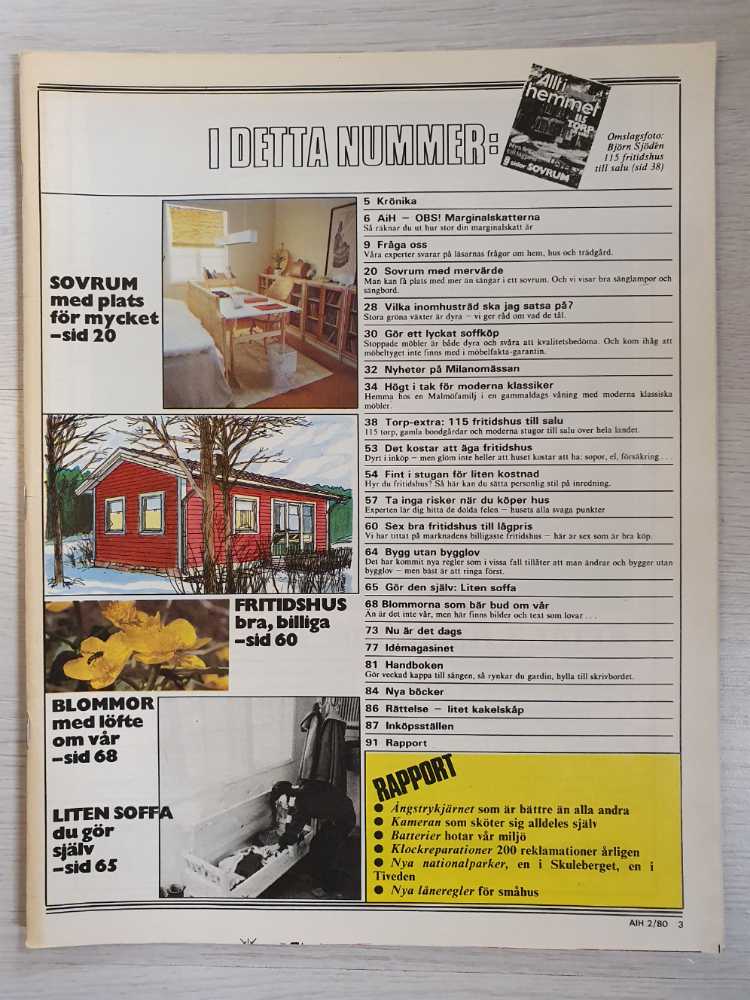 I DETTA NUMMER:
Allt i
hemmet
115
TORP
SOVRUM
Omslagsfoto:
Björn Sjödén
115 fritidshus
till salu (sid 38)
SOVRUM
med plats
för mycket
–sid 20
FRITIDSHUS
bra, billiga
–sid 60
BLOMMOR
med löfte
om vår
–sid 68
LITEN SOFFA
du gör
själv
–sid 65
5 Krönika
6 AiH – OBS! Marginalskatterna
Så räknar du ut hur stor din marginalskatt är
9 Fråga oss
Våra experter svarar på läsarnas frågor om hem, hus och trädgård.
20 Sovrum med mervärde
Man kan få plats med mer än sängar i ett sovrum. Och vi visar bra sänglampor och
sängbord.
28 Vilka inomhusträd ska jag satsa på?
Stora gröna växter är dyra – vi ger råd om vad de tål.
30 Gör ett lyckat soffköp
Stoppade möbler är både dyra och svåra att kvalitetsbedöma. Och kom ihåg att
möbeltyget inte finns med i möbelfakta-garantin.
32 Nyheter på Milanomässan
34 Högt i tak för moderna klassiker
Hemma hos en Malmöfamilj i en gammaldags våning med moderna klassiska
möbler.
38 Torp-extra: 115 fritidshus till salu
115 torp, gamla bondgårdar och moderna stugor till salu över hela landet.
53 Det kostar att äga fritidshus
Dyrt i inköp – men glöm inte heller att huset kostar att ha: sopor, el, försäkring . . .
54 Fint i stugan för liten kostnad
Hyr du fritidshus? Så här kan du sätta personlig stil på inredning.
57 Ta inga risker när du köper hus
Experten lär dig hitta de dolda felen – husets alla svaga punkter
60 Sex bra fritidshus till lågpris
Vi har tittat på marknadens billigaste fritidshus – här är sex som är bra köp.
64 Bygg utan bygglov
Det har kommit nya regler som i vissa fall tillåter att man ändrar och bygger utan
bygglov – men bäst är att ringa först.
65 Gör den själv: Liten soffa
68 Blommorna som bär bud om vår
Än är det inte vår, men här finns bilder och text som lovar . . .
73 Nu är det dags
77 Idémagasinet
81 Handboken
Gör veckad kappa till sängen, så rynkar du gardin, hylla till skrivbordet.
84 Nya böcker
86 Rättelse – litet kakelskåp
87 Inköpsställen
91 Rapport
RAPPORT
● Ångstrykjärnet som är bättre än alla andra
● Kameran som sköter sig alldeles själv
● Batterier hotar vår miljö
● Klockreparationer 200 reklamationer årligen
● Nya nationalparker, en i Skuleberget, en i
Tiveden
● Nya låneregler för småhus
AIH 2/80 3